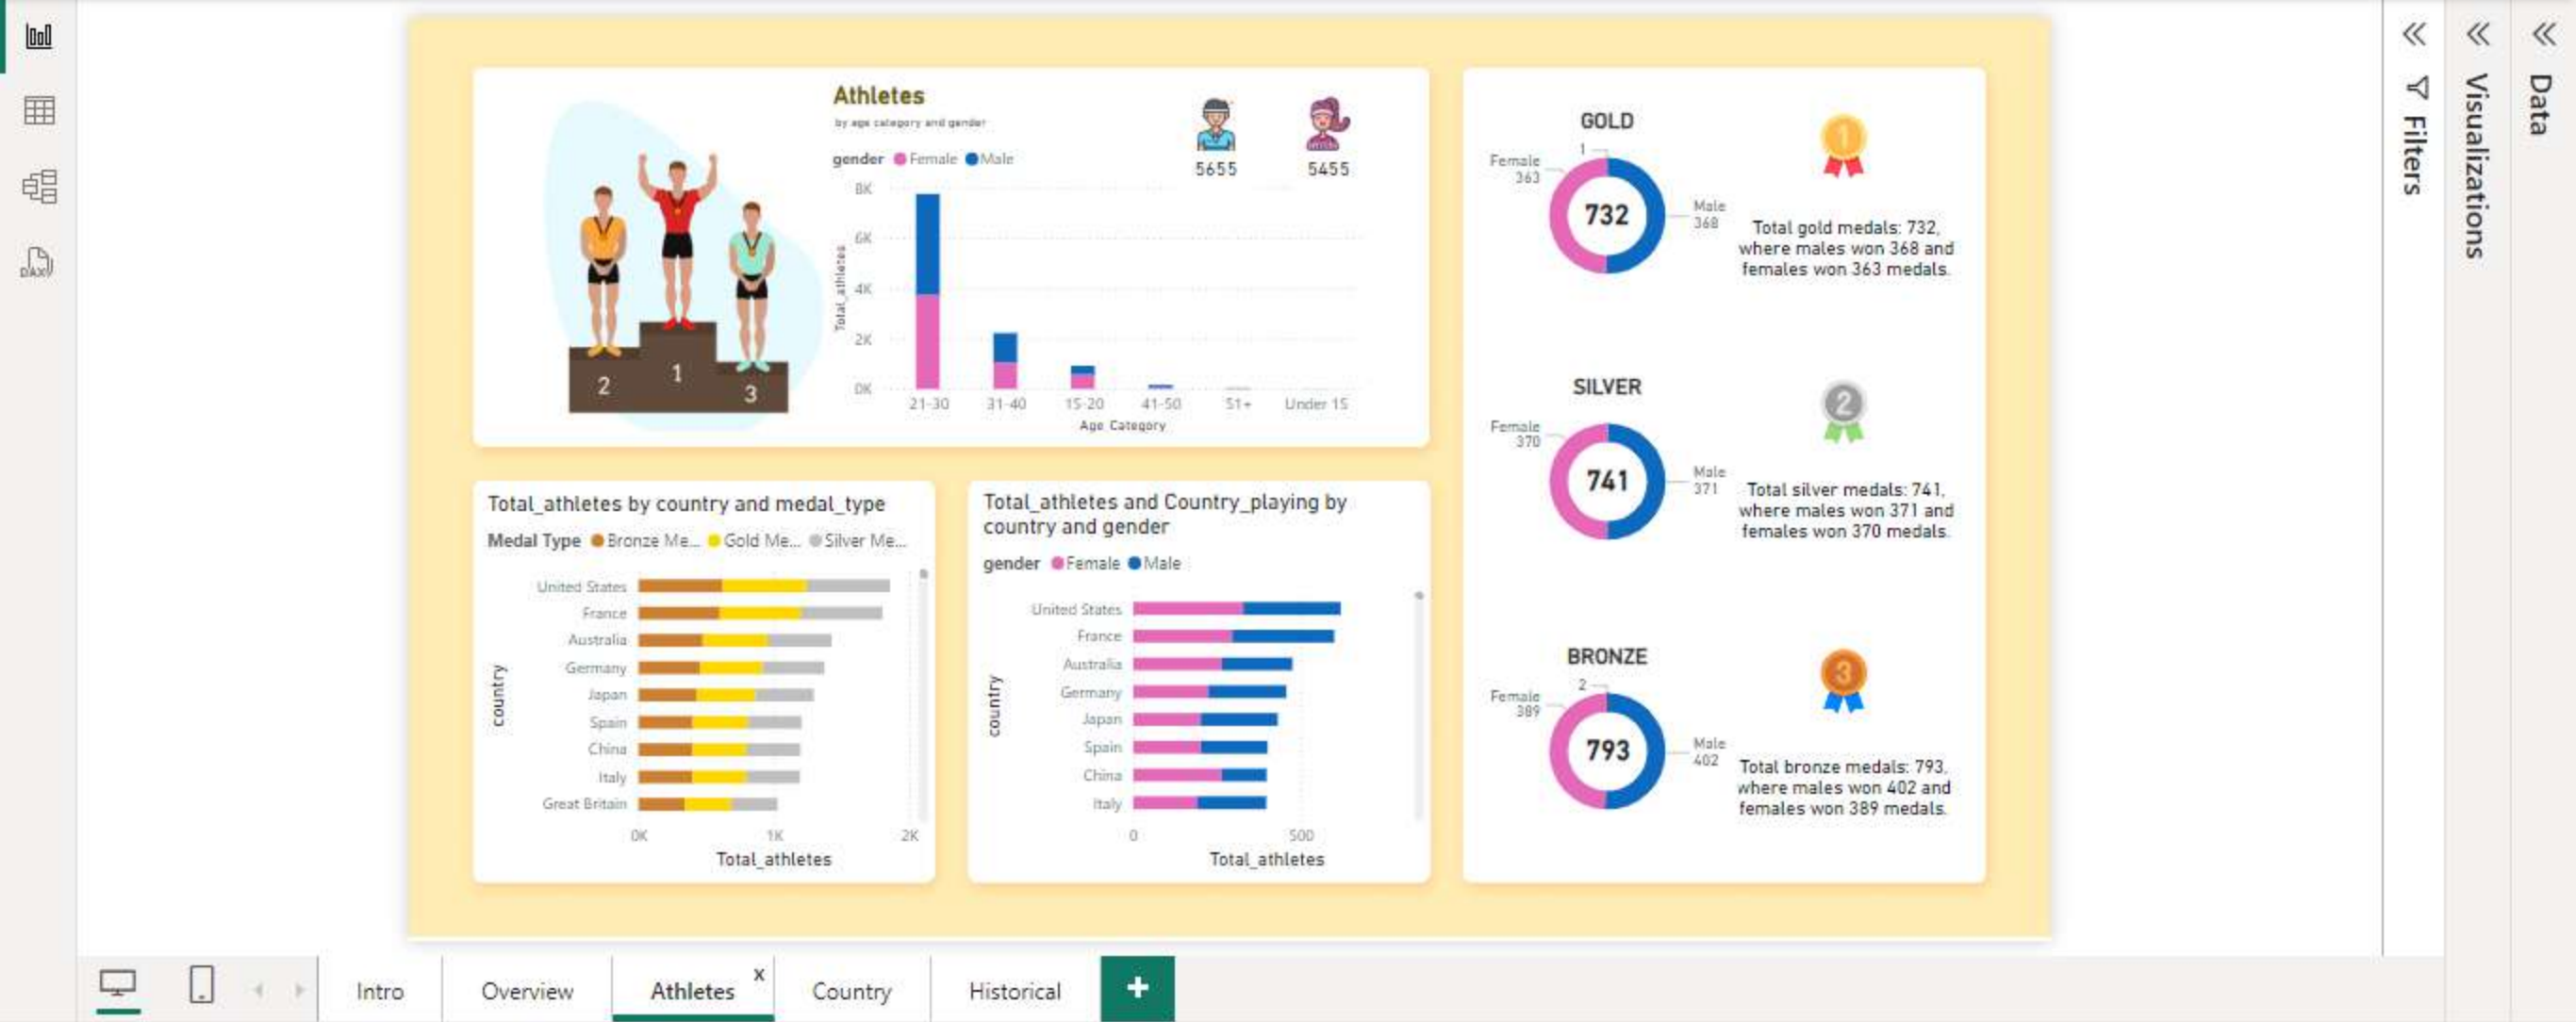 Athletes
by age category and gender
gender Female Male
5655
5455
8K
6K
4K
2K
0K
Total_athletes
21-30 31-40 15-20 41-50 51+ Under 15
Age Category
2
1
3
Total_athletes by country and medal_type
Medal Type Bronze Me... Gold Me... Silver Me...
country
United States
France
Australia
Germany
Japan
Spain
China
Italy
Great Britain
0K 1K 2K
Total_athletes
Total_athletes and Country_playing by
country and gender
gender Female Male
country
United States
France
Australia
Germany
Japan
Spain
China
Italy
0 500
Total_athletes
GOLD
1
Female
363
732
Male
368
1
Total gold medals: 732,
where males won 368 and
females won 363 medals.
SILVER
Female
370
741
Male
371
2
Total silver medals: 741,
where males won 371 and
females won 370 medals.
BRONZE
2
Female
389
793
Male
402
3
Total bronze medals: 793,
where males won 402 and
females won 389 medals.
Filters
Visualizations
Data
DAX
Intro Overview Athletes x Country Historical +